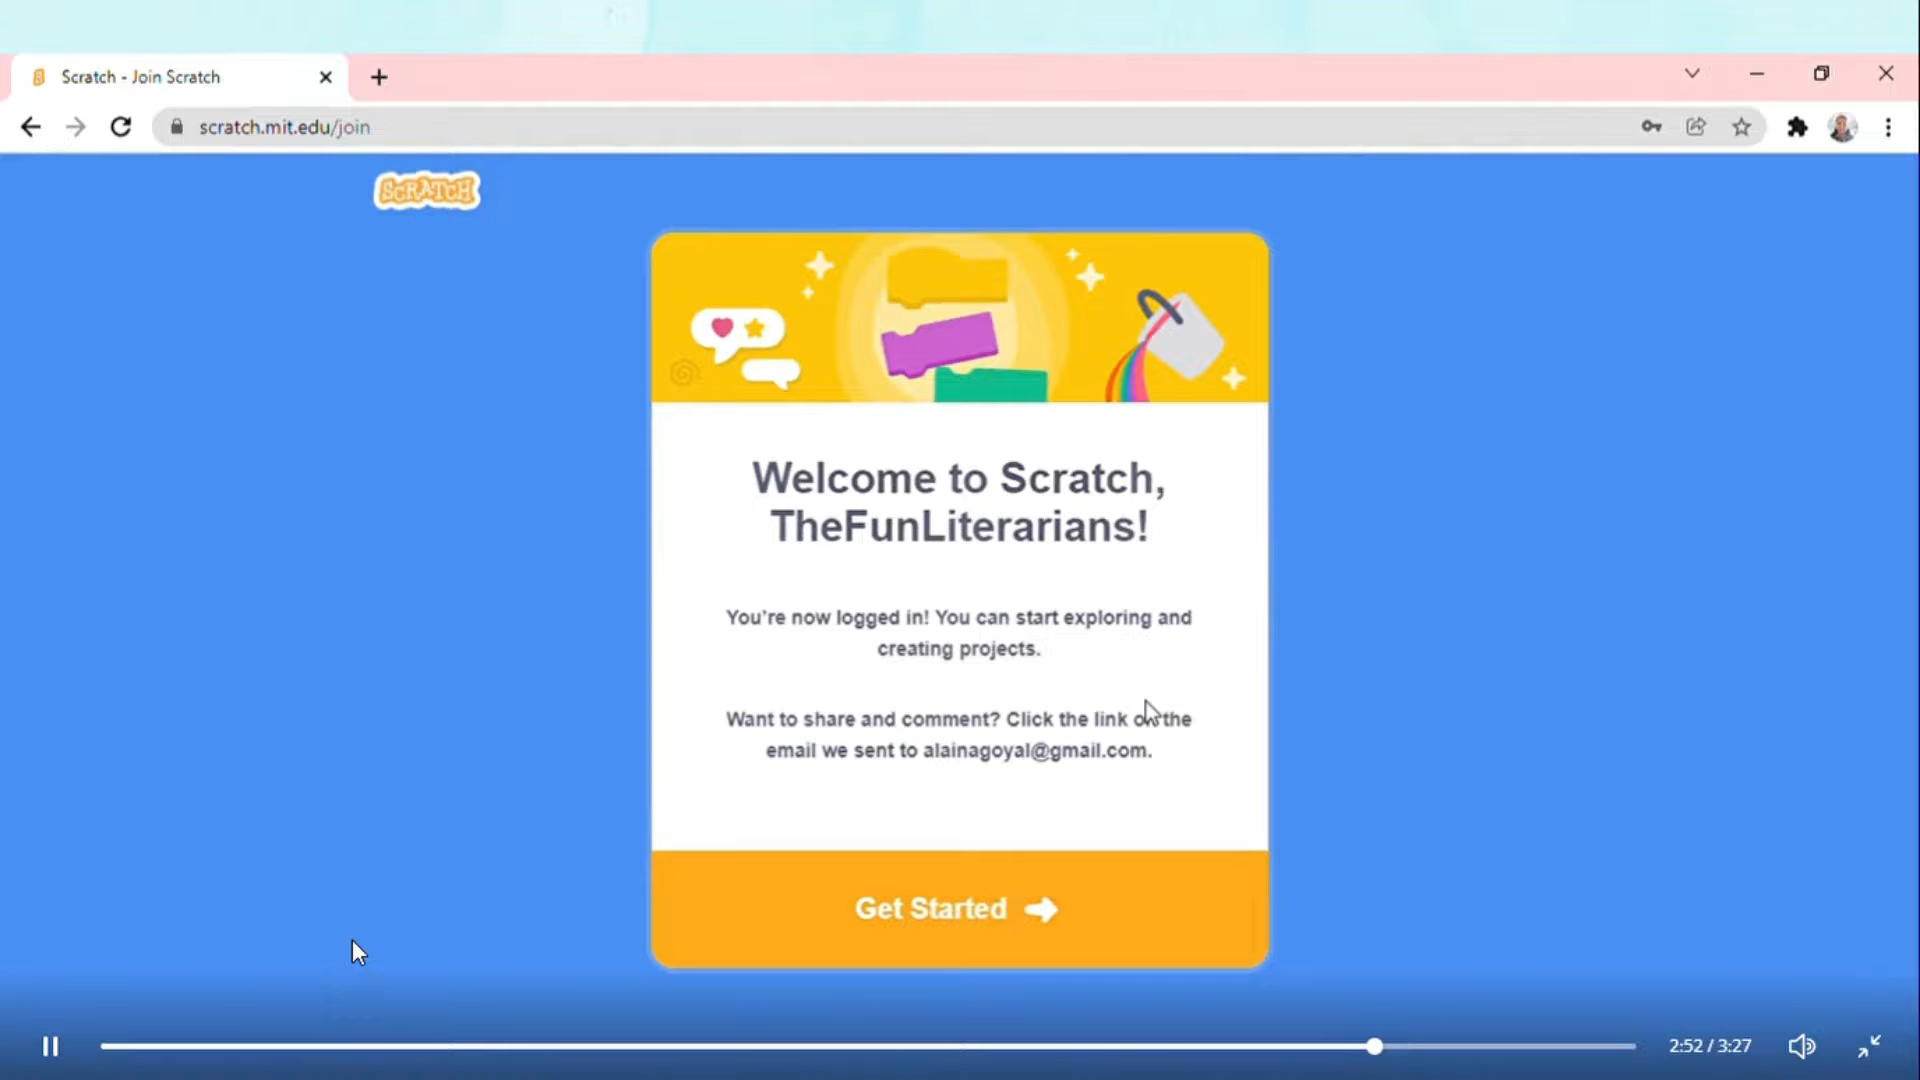 Scratch - Join Scratch
scratch.mit.edu/join
SCRATCH
Welcome to Scratch,
TheFunLiterarians!
You're now logged in! You can start exploring and
creating projects.
Want to share and comment? Click the link on the
email we sent to alainagoyal@gmail.com.
Get Started
2:52 / 3:27